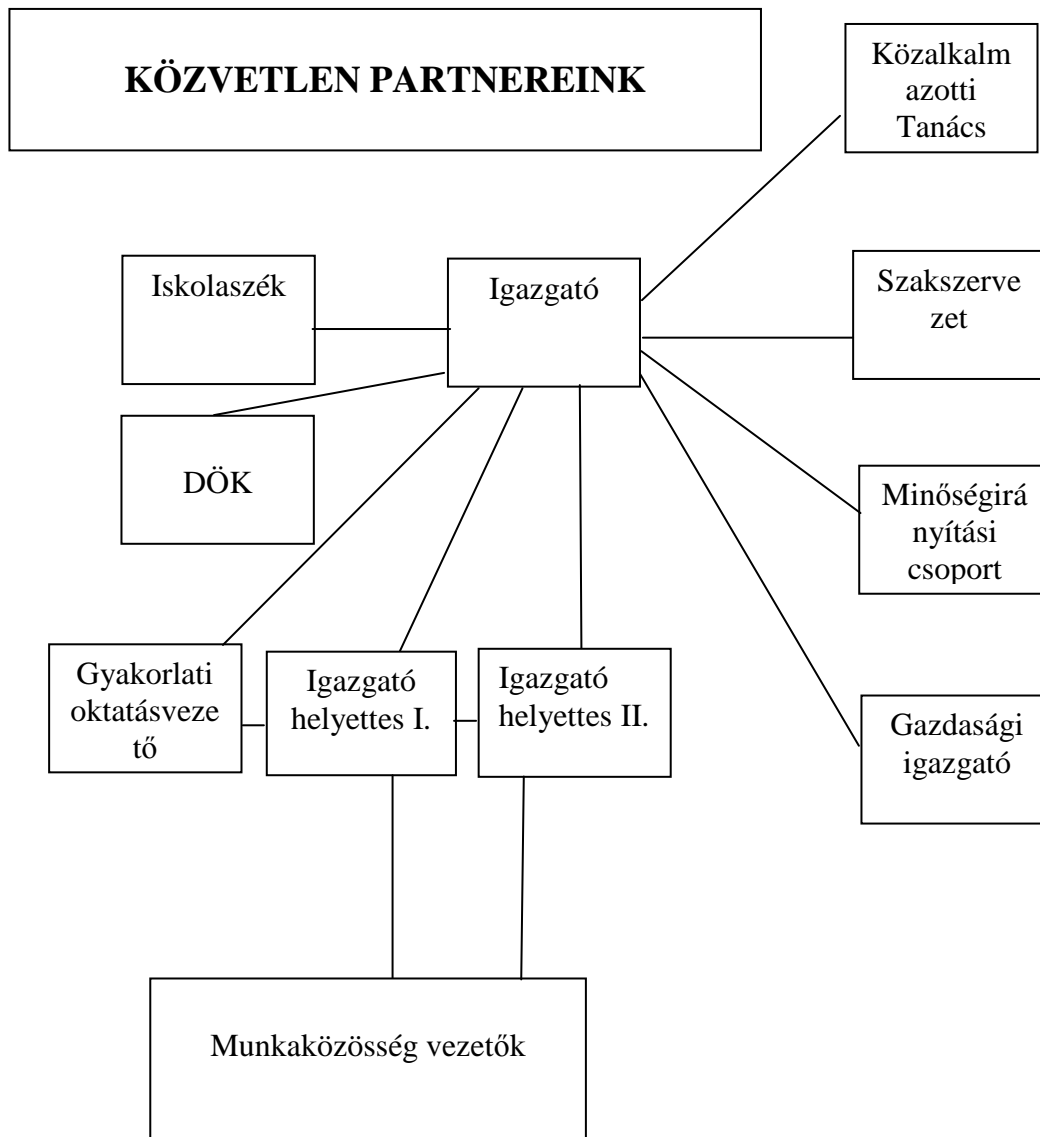 KÖZVETLEN PARTNEREINK
Közalkalm
azotti
Tanács
Iskolaszék
Igazgató
Szakszerve
zet
DÖK
Minőségirá
nyítási
csoport
Gyakorlati
oktatásveze
tő
Igazgató
helyettes I.
Igazgató
helyettes II.
Gazdasági
igazgató
Munkaközösség vezetők